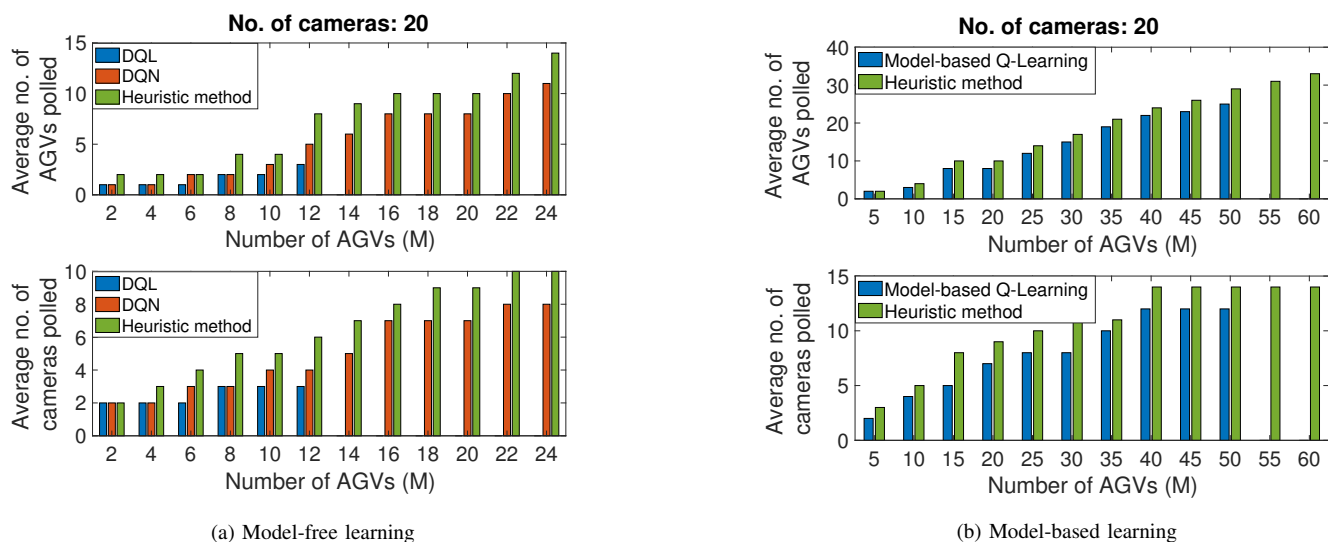 No. of cameras: 20
15
10
5
0
Average no. of
AGVs polled
DQL
DQN
Heuristic method
2 4 6 8 10 12 14 16 18 20 22 24
Number of AGVs (M)
10
8
6
4
2
0
Average no. of
cameras polled
DQL
DQN
Heuristic method
2 4 6 8 10 12 14 16 18 20 22 24
Number of AGVs (M)
(a) Model-free learning
No. of cameras: 20
40
30
20
10
0
Average no. of
AGVs polled
Model-based Q-Learning
Heuristic method
5 10 15 20 25 30 35 40 45 50 55 60
Number of AGVs (M)
15
10
5
0
Average no. of
cameras polled
Model-based Q-Learning
Heuristic method
5 10 15 20 25 30 35 40 45 50 55 60
Number of AGVs (M)
(b) Model-based learning